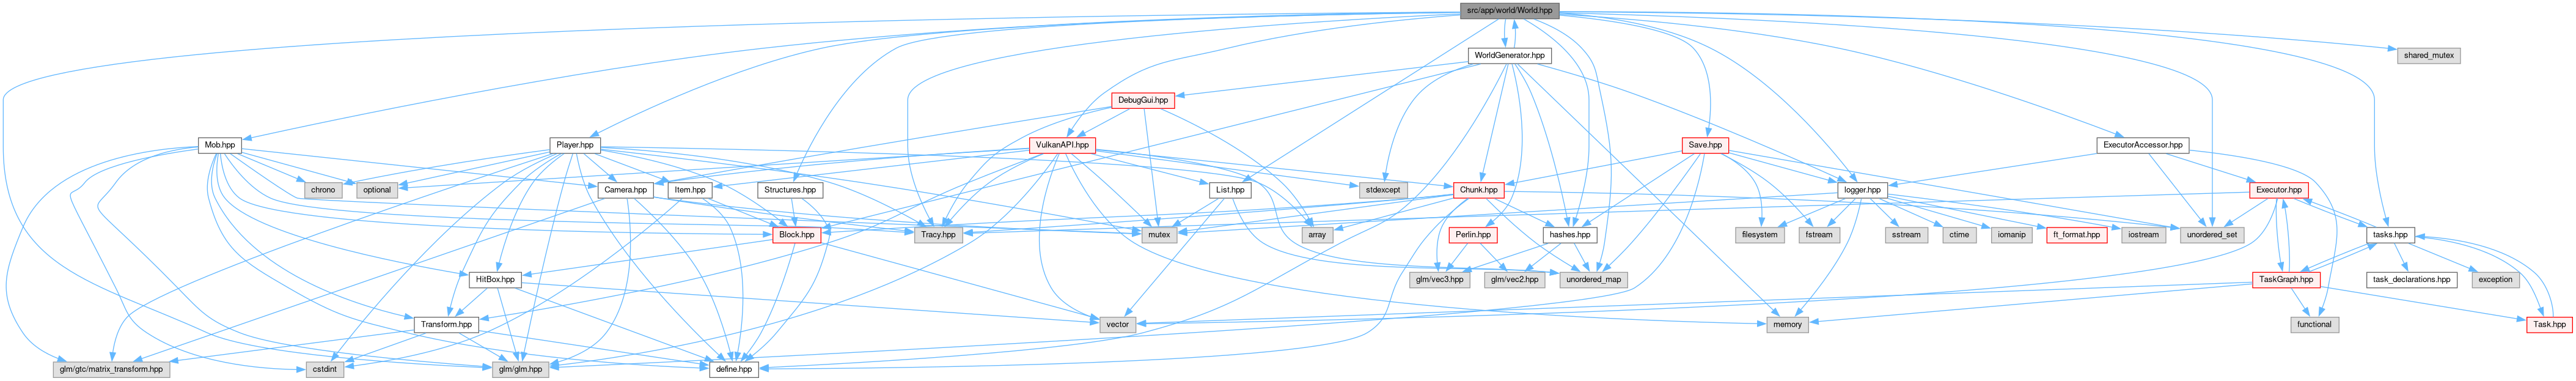 src/app/world/World.hpp
WorldGenerator.hpp
shared_mutex
DebugGui.hpp
Mob.hpp
Player.hpp
VulkanAPI.hpp
Save.hpp
ExecutorAccessor.hpp
chrono
optional
Camera.hpp
Item.hpp
Structures.hpp
List.hpp
stdexcept
Chunk.hpp
logger.hpp
Executor.hpp
Block.hpp
Tracy.hpp
mutex
array
Perlin.hpp
hashes.hpp
filesystem
fstream
sstream
ctime
iomanip
ft_format.hpp
iostream
unordered_set
tasks.hpp
HitBox.hpp
glm/vec3.hpp
glm/vec2.hpp
unordered_map
TaskGraph.hpp
task_declarations.hpp
exception
Transform.hpp
vector
memory
functional
Task.hpp
glm/gtc/matrix_transform.hpp
cstdint
glm/glm.hpp
define.hpp